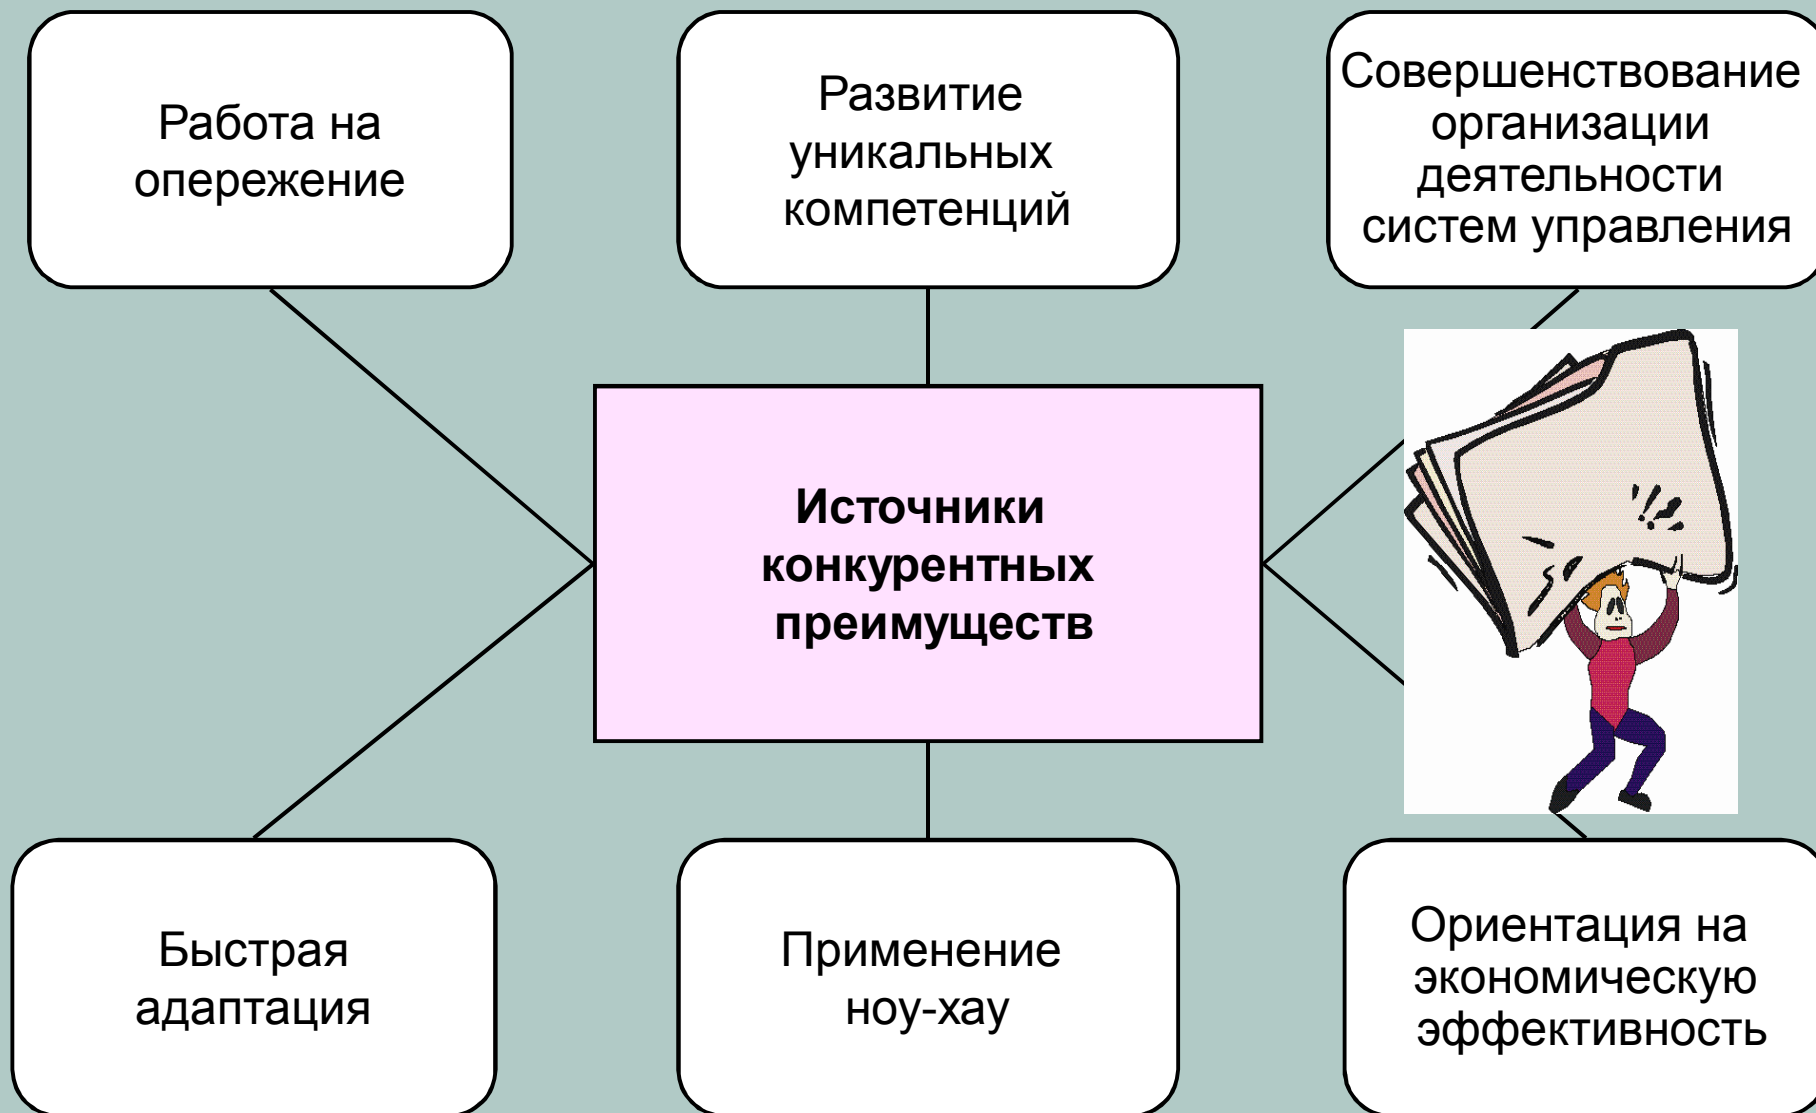 Работа на
опережение
Развитие
уникальных
компетенций
Совершенствование
организации
деятельности
систем управления
Источники
конкурентных
преимуществ
Быстрая
адаптация
Применение
ноу-хау
Ориентация на
экономическую
эффективность